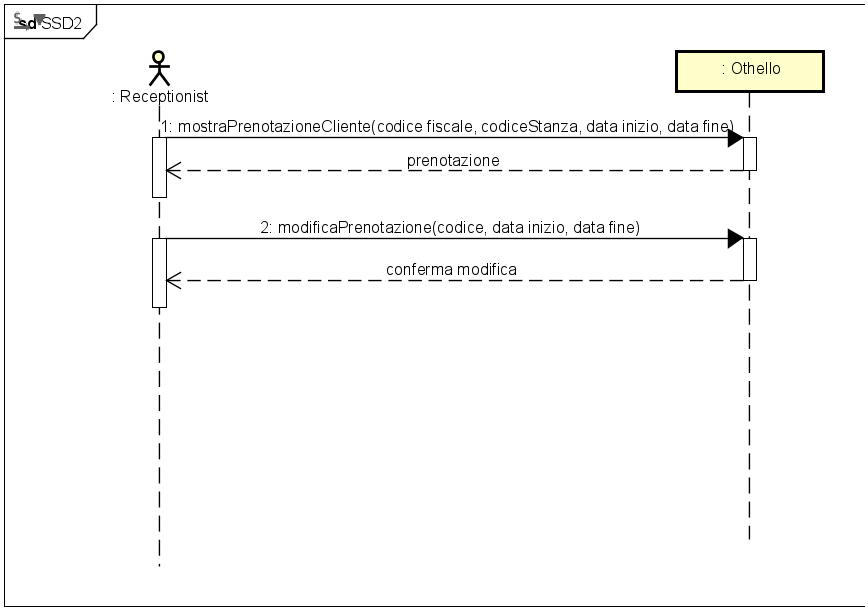 sd SSD2
: Receptionist
: Othello
1: mostraPrenotazioneCliente(codice fiscale, codiceStanza, data inizio, data fine)
prenotazione
2: modificaPrenotazione(codice, data inizio, data fine)
conferma modifica